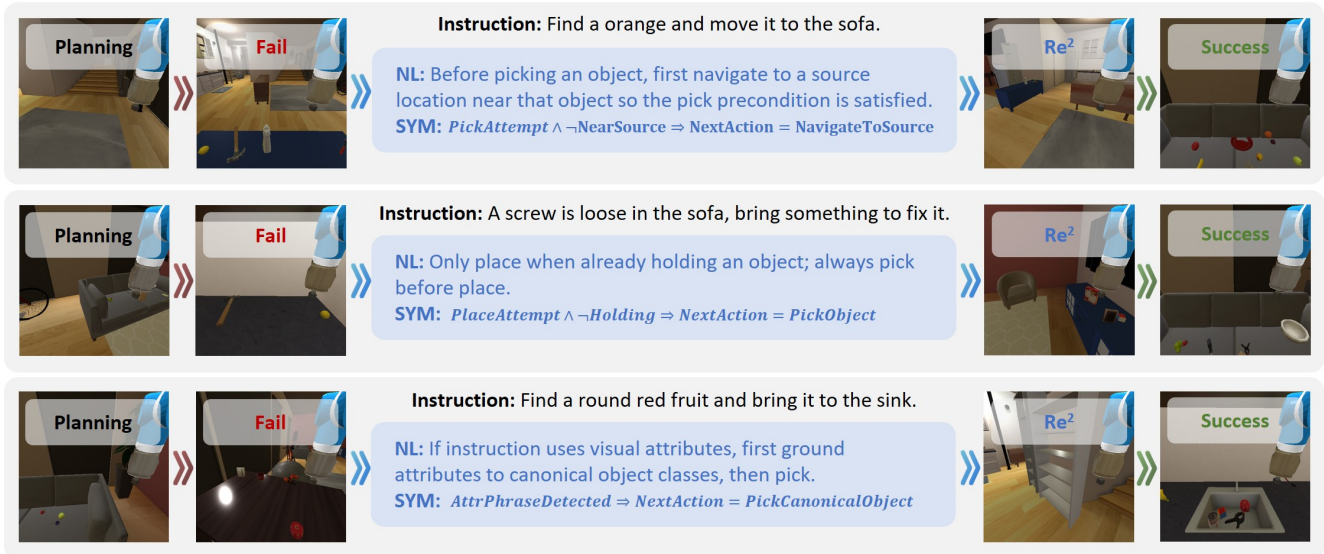 Instruction: Find a orange and move it to the sofa.
Planning
Fail
NL: Before picking an object, first navigate to a source
location near that object so the pick precondition is satisfied.
SYM: PickAttempt ∧ ¬NearSource ⇒ NextAction = NavigateToSource
Re²
Success
Instruction: A screw is loose in the sofa, bring something to fix it.
Planning
Fail
NL: Only place when already holding an object; always pick
before place.
SYM: PlaceAttempt ∧ ¬Holding ⇒ NextAction = PickObject
Re²
Success
Instruction: Find a round red fruit and bring it to the sink.
Planning
Fail
NL: If instruction uses visual attributes, first ground
attributes to canonical object classes, then pick.
SYM: AttrPhraseDetected ⇒ NextAction = PickCanonicalObject
Re²
Success